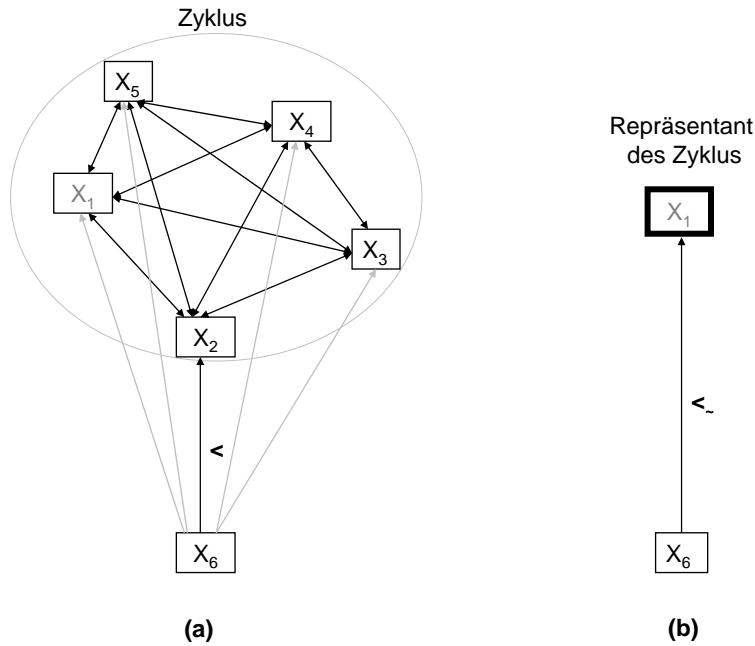 Zyklus
X5
X4
X1
X3
X2
<
X6
(a)
Repräsentant
des Zyklus
X1
<~
X6
(b)